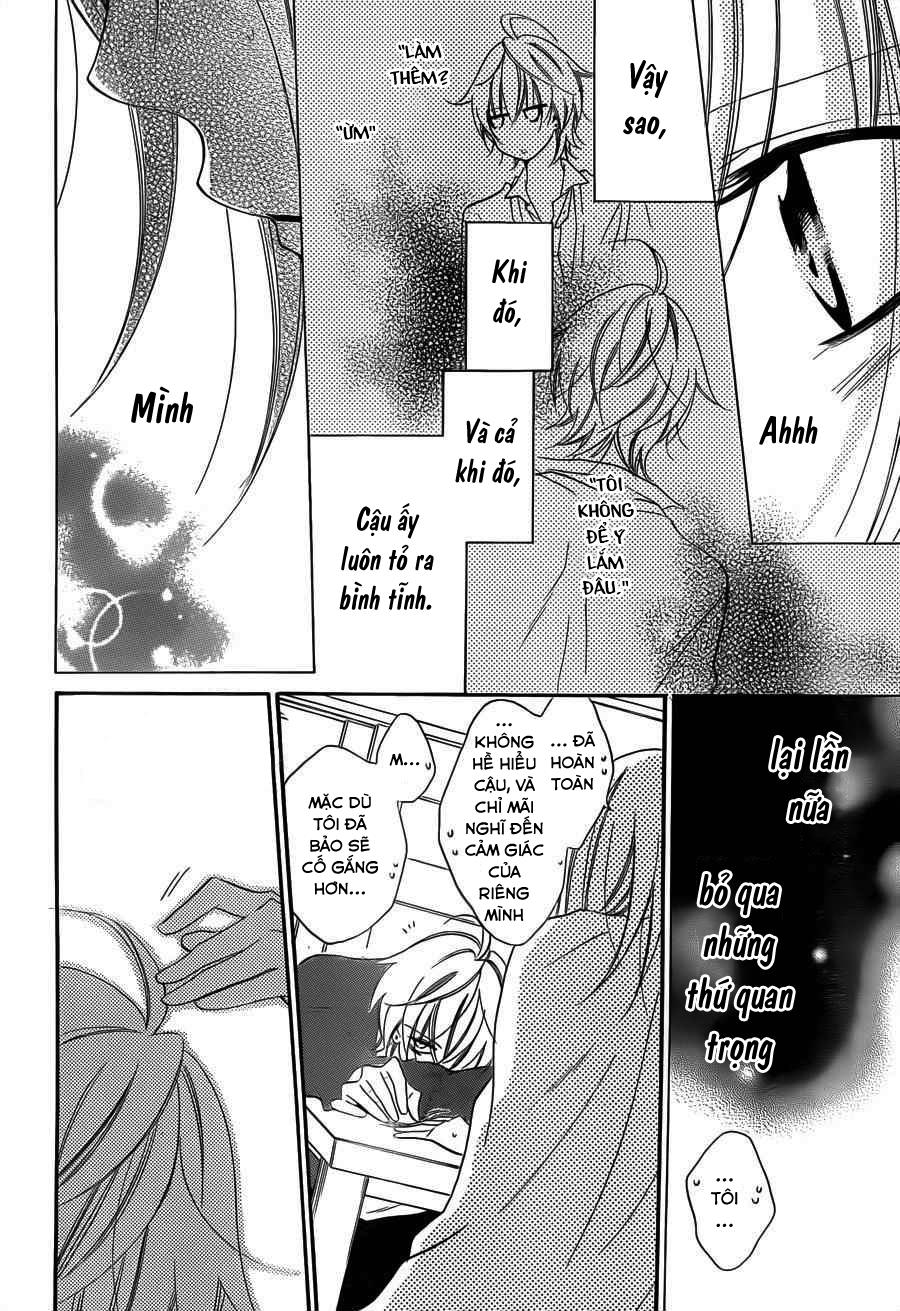 Vậy
sao,
"LÀM
THÊM?
"ỪM"
Khi
đó,
Và cả
khi đó,
"TÔI
KHÔNG
ĐỂ Ý
LẮM
ĐÂU."
Cậu ấy
luôn tỏ ra
bình tĩnh.
Ahhh
Mình
lại lần
nữa
bỏ qua
những
thứ quan
trọng
...
TÔI
...
... ĐÃ
HOÀN
TOÀN
...
KHÔNG
HỀ HIỂU
CẬU, VÀ
CHỈ MÃI
NGHĨ ĐẾN
CẢM GIÁC
CỦA
RIÊNG
MÌNH
M...
MẶC DÙ
TÔI ĐÃ
BẢO SẼ
CỐ GẮNG
HƠN...